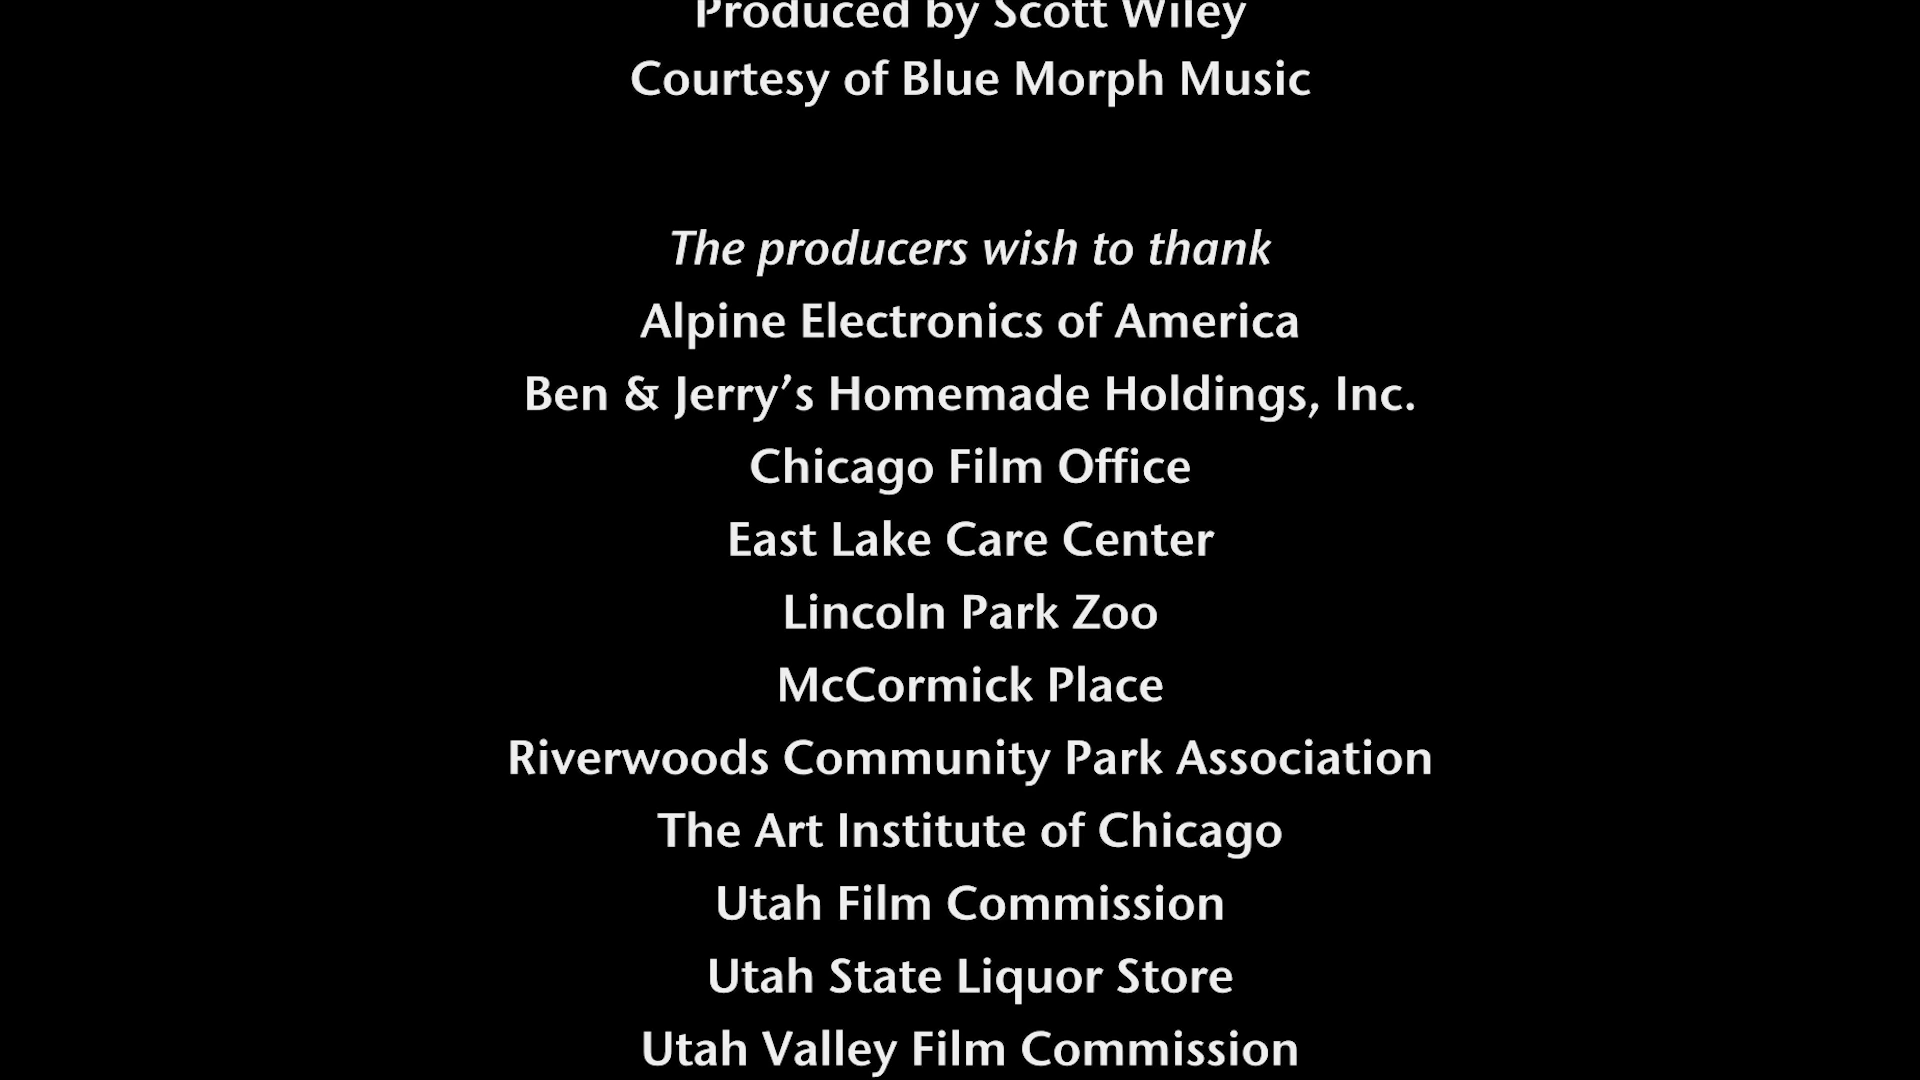 Produced by Scott Wiley
Courtesy of Blue Morph Music
The producers wish to thank
Alpine Electronics of America
Ben & Jerry’s Homemade Holdings, Inc.
Chicago Film Office
East Lake Care Center
Lincoln Park Zoo
McCormick Place
Riverwoods Community Park Association
The Art Institute of Chicago
Utah Film Commission
Utah State Liquor Store
Utah Valley Film Commission